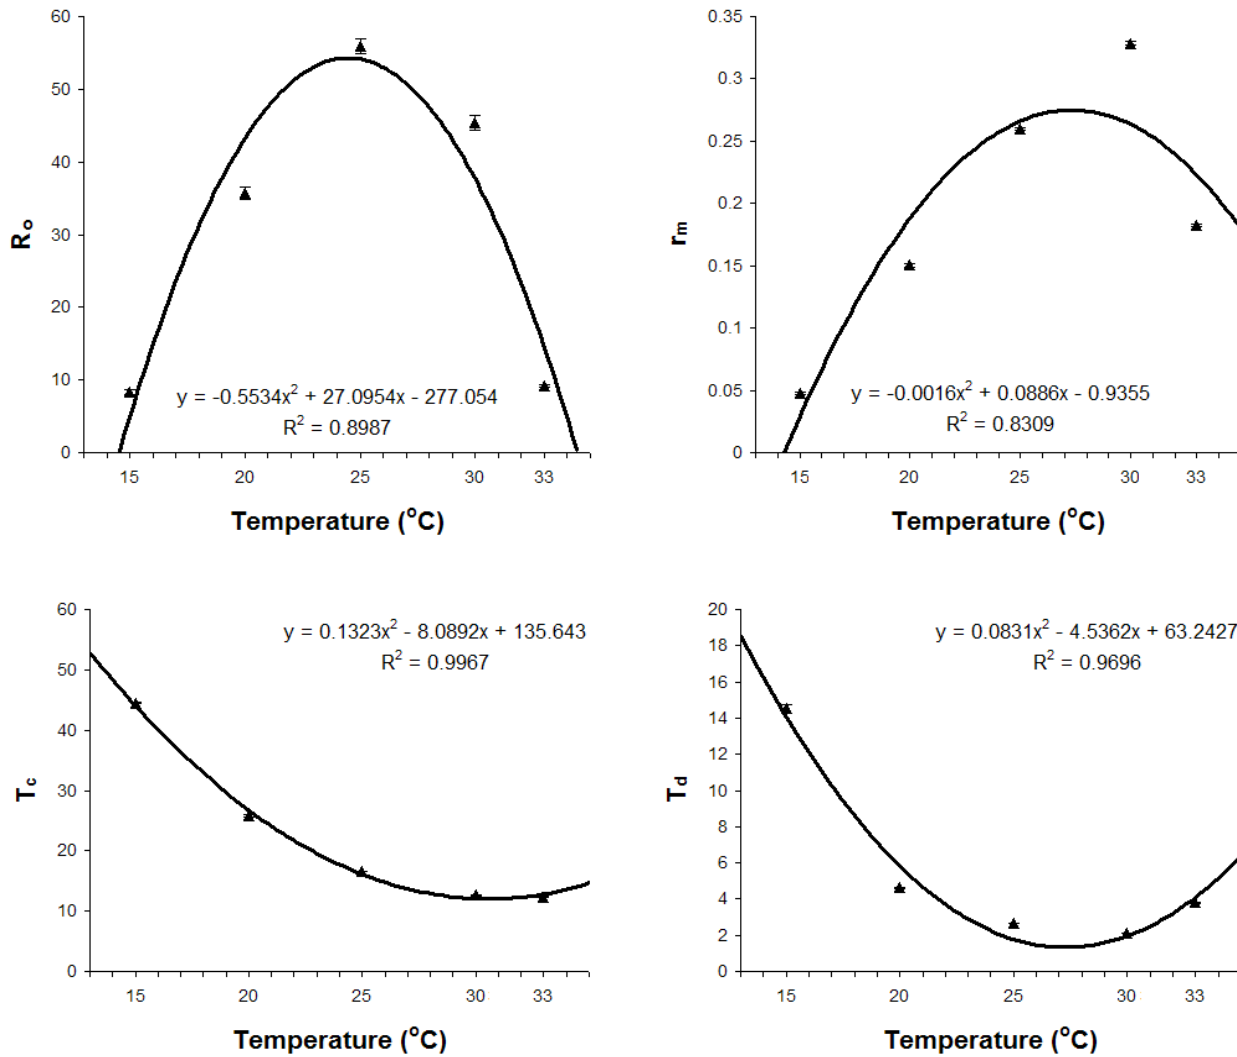 60
50
40
30
20
10
0
Ro
y = -0.5534x² + 27.0954x - 277.054
R² = 0.8987
15 20 25 30 33
Temperature (°C)
0.35
0.3
0.25
0.2
0.15
0.1
0.05
0
rm
y = -0.0016x² + 0.0886x - 0.9355
R² = 0.8309
15 20 25 30 33
Temperature (°C)
60
50
40
30
20
10
0
Tc
y = 0.1323x² - 8.0892x + 135.643
R² = 0.9967
15 20 25 30 33
Temperature (°C)
20
18
16
14
12
10
8
6
4
2
0
Td
y = 0.0831x² - 4.5362x + 63.2427
R² = 0.9696
15 20 25 30 33
Temperature (°C)